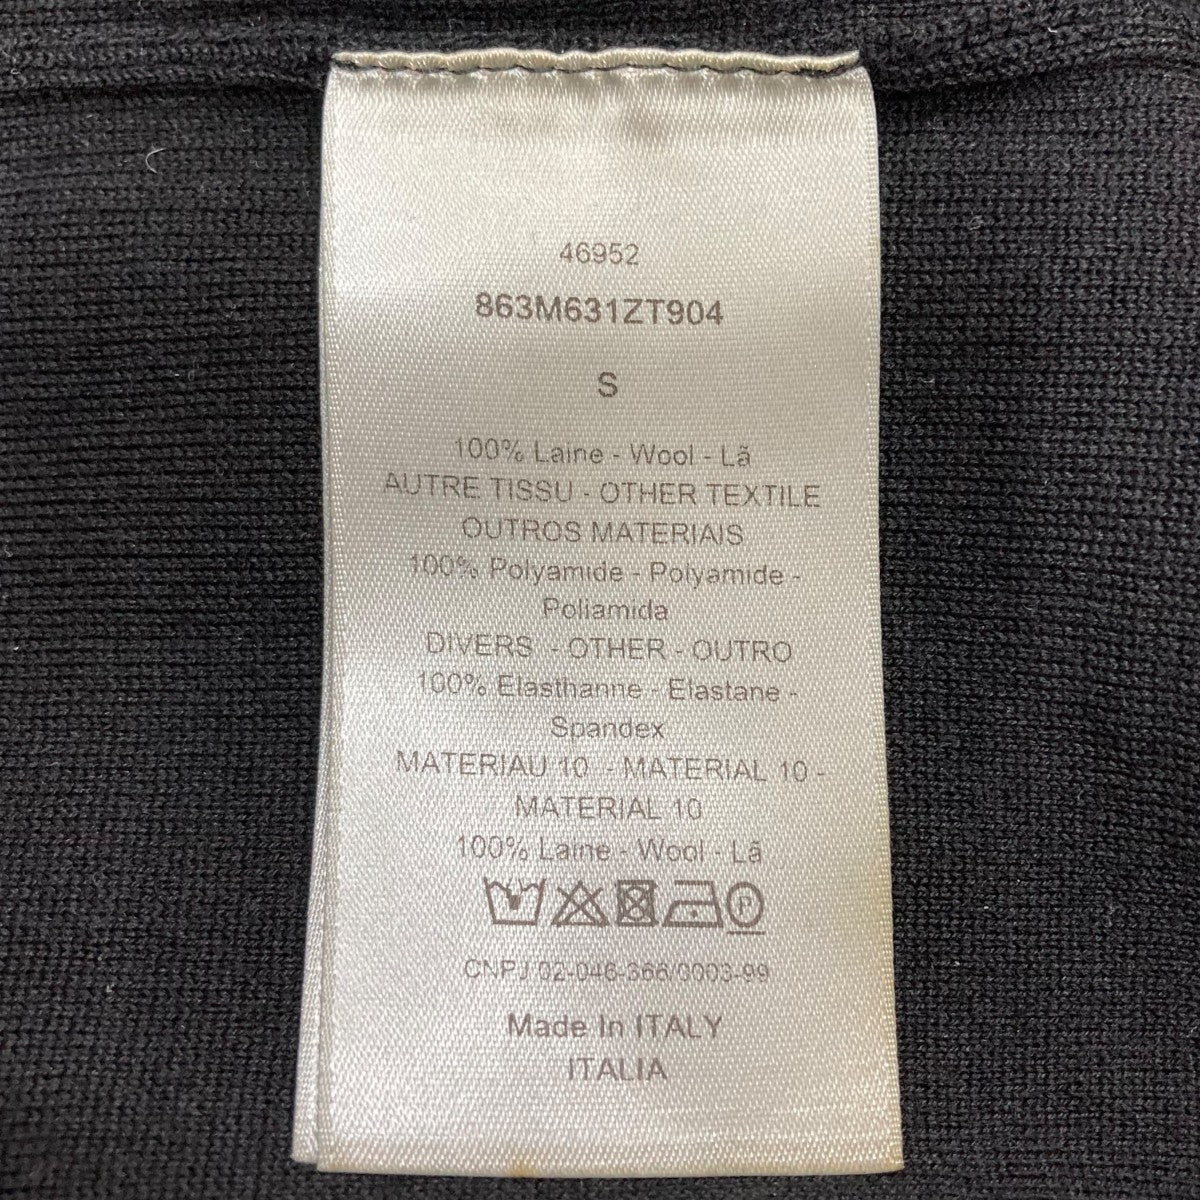 46952
863M631ZT904
S
100% Laine - Wool - Lã
AUTRE TISSU - OTHER TEXTILE
OUTROS MATERIAIS
100% Polyamide - Polyamide -
Poliamida
DIVERS - OTHER - OUTRO
100% Elasthanne - Elastane -
Spandex
MATERIAU 10 - MATERIAL 10 -
MATERIAL 10
100% Laine - Wool - Lã
P
CNPJ 02-046-366/0003-99
Made In ITALY
ITALIA